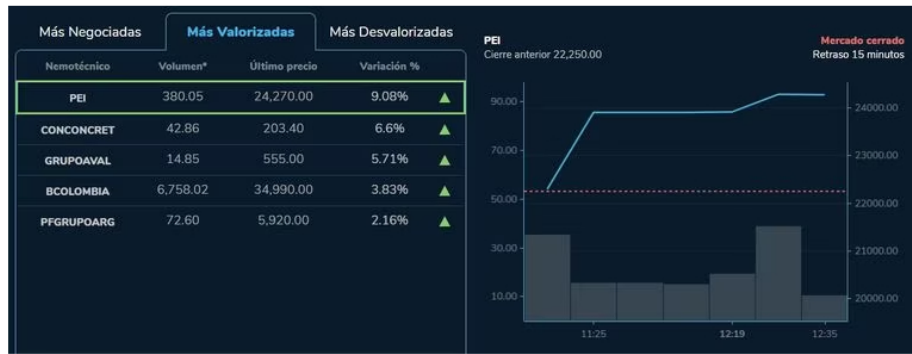 Más Negociadas Más Valorizadas Más Desvalorizadas
Nemotécnico Volumen* Último precio Variación %
PEI 380.05 24,270.00 9.08%
CONCONCRET 42.86 203.40 6.6%
GRUPOAVAL 14.85 555.00 5.71%
BCOLOMBIA 6,758.02 34,990.00 3.83%
PFGRUPOARG 72.60 5,920.00 2.16%
PEI Mercado cerrado
Cierre anterior 22,250.00 Retraso 15 minutos
90.00 24000.00
70.00 23000.00
50.00 22000.00
30.00 21000.00
10.00 20000.00
11:25 12:19 12:35